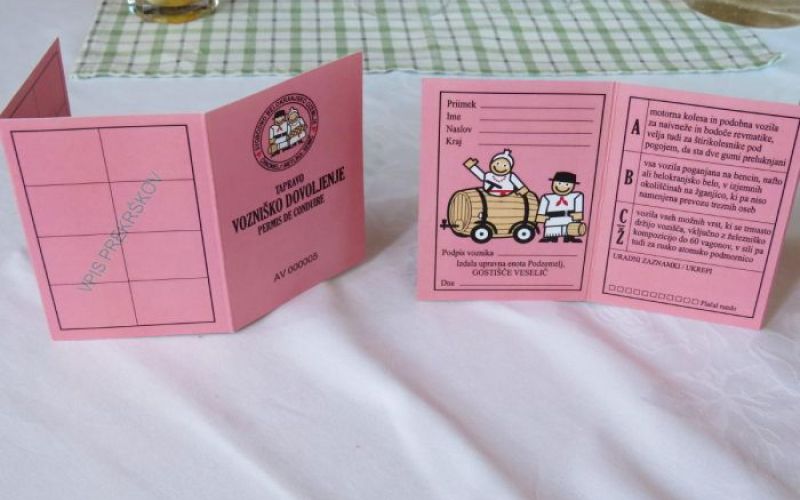 VPIS PREKRŠKOV
TAPRAVO
VOZNIŠKO DOVOLJENJE
PERMIS DE CONDUIRE
AV 000005
Priimek
Ime
Naslov
Kraj
Podpis voznika
Izdala upravna enota Podzemelj,
GOSTIŠČE VESELIČ
Dne
A
motorna kolesa in podobna vozila
za naivneže in bodoče revmatike,
velja tudi za štirikolesnike pod
pogojem, da sta dve gumi preluknjani
B
vsa vozila poganjana na bencin, nafto
ali belokranjsko belo, v izjemnih
okoliščinah na žganjico, ki pa niso
namenjena prevozu treznih oseb
C
Ž
vozila vseh možnih vrst, ki se trmasto
držijo vozišča, vključno z železniško
kompozicijo do 60 vagonov, v sili pa
tudi za rusko atomsko podmornico
URADNI ZAZNAMKI / UKREPI
Plačal rundo